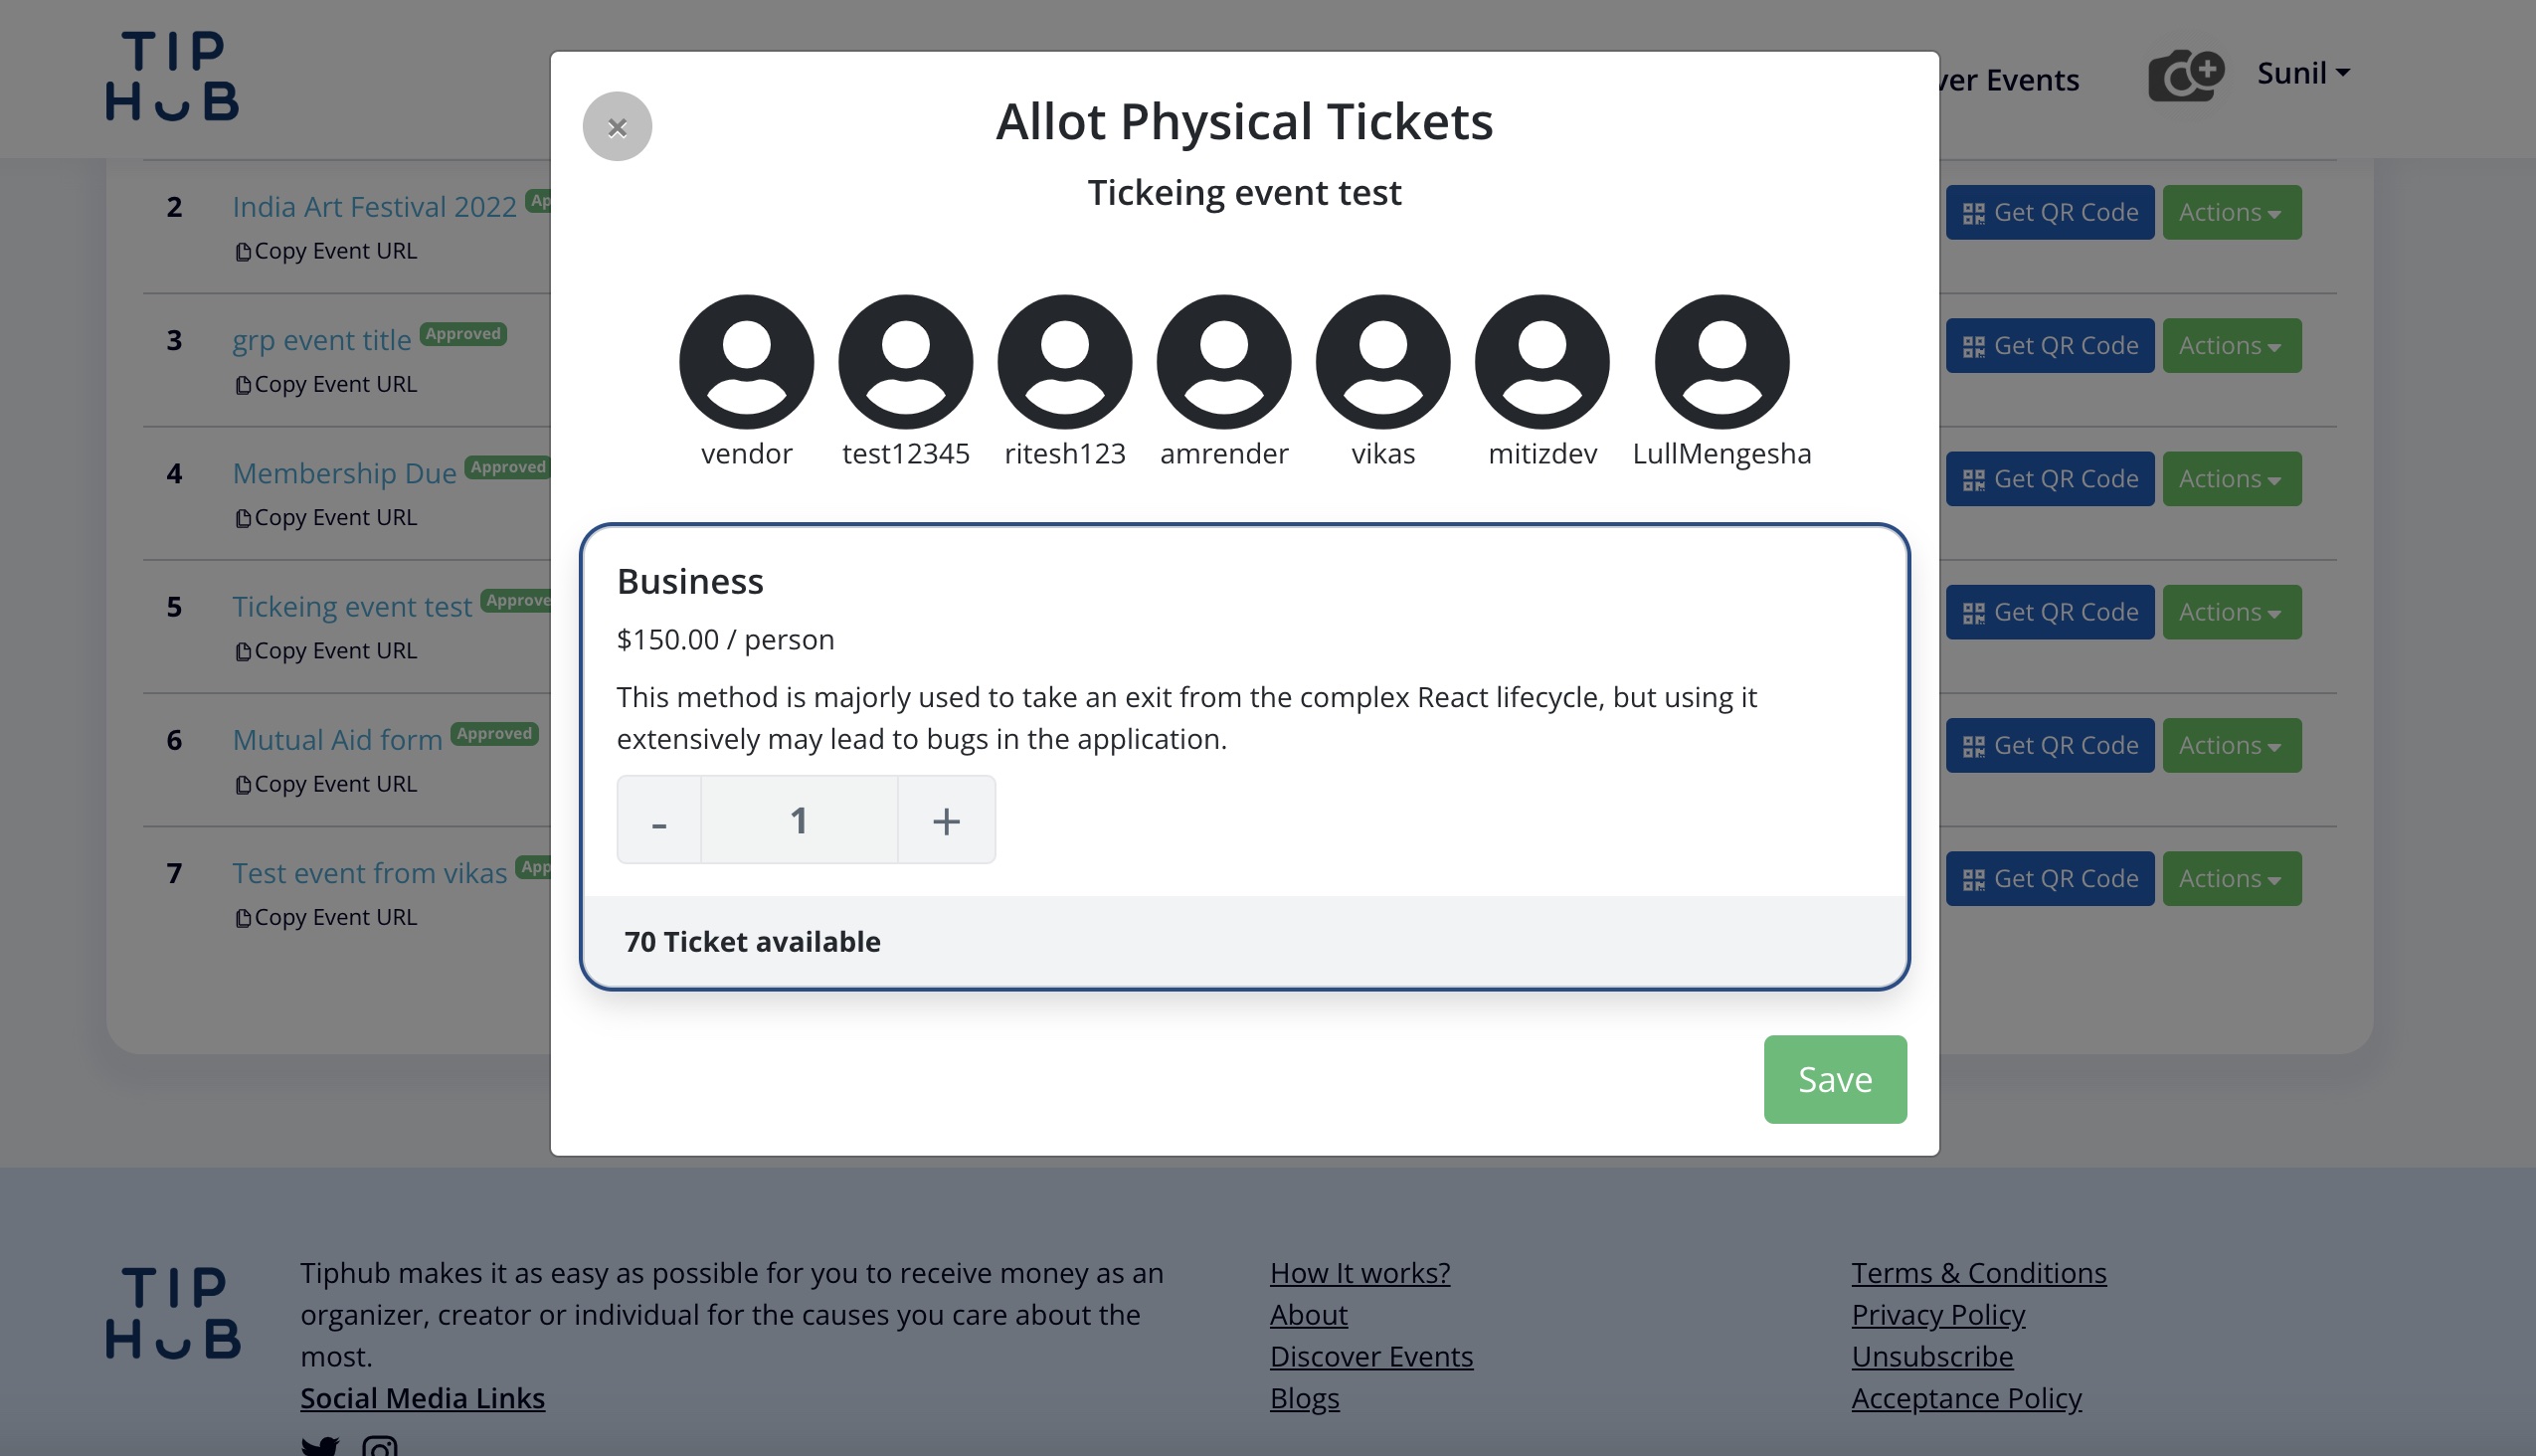 TIP
HUB
ver Events
Sunil
×
Allot Physical Tickets
Tickeing event test
vendor
test12345
ritesh123
amrender
vikas
mitizdev
LullMengesha
Business
$150.00 / person
This method is majorly used to take an exit from the complex React lifecycle, but using it
extensively may lead to bugs in the application.
- 1 +
70 Ticket available
Save
2 India Art Festival 2022 Ap
Copy Event URL
Get QR Code Actions
3 grp event title Approved
Copy Event URL
Get QR Code Actions
4 Membership Due Approved
Copy Event URL
Get QR Code Actions
5 Tickeing event test Approve
Copy Event URL
Get QR Code Actions
6 Mutual Aid form Approved
Copy Event URL
Get QR Code Actions
7 Test event from vikas App
Copy Event URL
Get QR Code Actions
TIP
HUB
Tiphub makes it as easy as possible for you to receive money as an
organizer, creator or individual for the causes you care about the
most.
Social Media Links
How It works?
About
Discover Events
Blogs
Terms & Conditions
Privacy Policy
Unsubscribe
Acceptance Policy